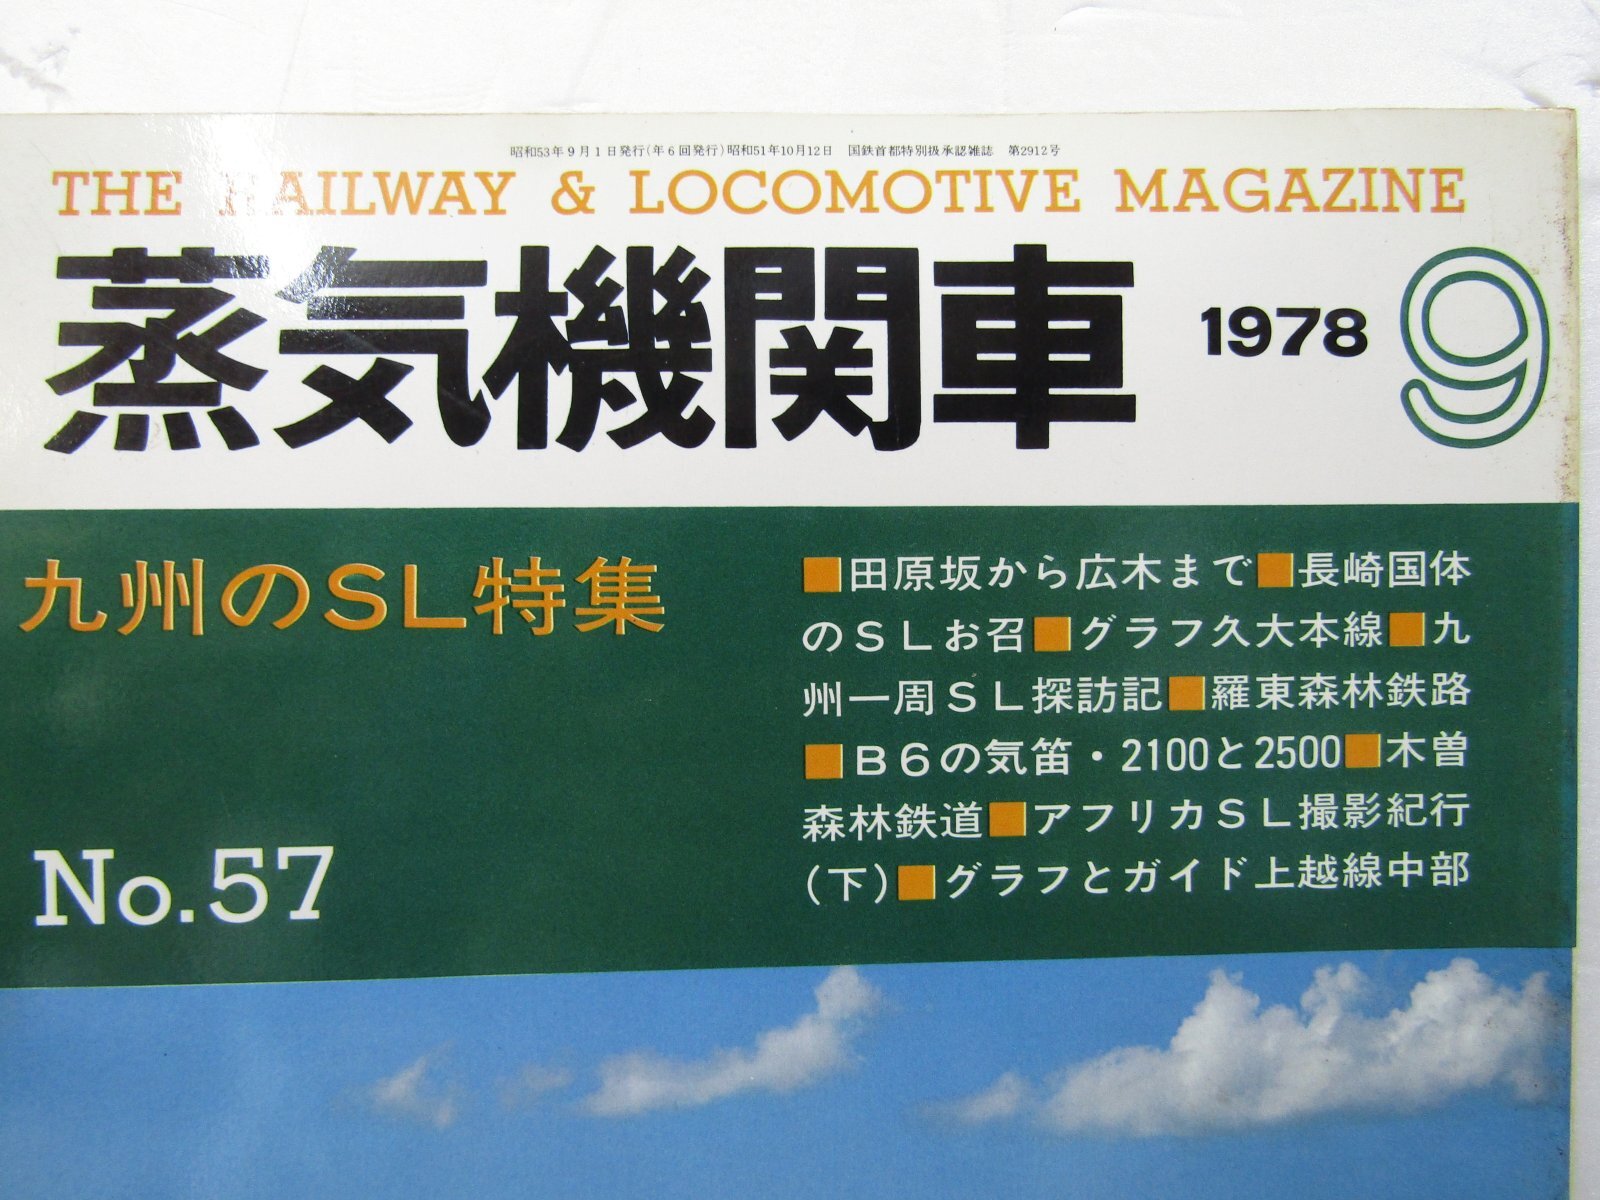 昭和53年9月1日発行(年6回発行)昭和51年10月12日 国鉄首都特別扱承認雑誌 第2912号
THE RAILWAY & LOCOMOTIVE MAGAZINE
蒸気機関車 1978 9
九州のSL特集
No.57
■田原坂から広木まで■長崎国体
のSLお召■グラフ久大本線■九
州一周SL探訪記■羅東森林鉄路
■B6の気笛・2100と2500■木曽
森林鉄道■アフリカSL撮影紀行
(下)■グラフとガイド上越線中部